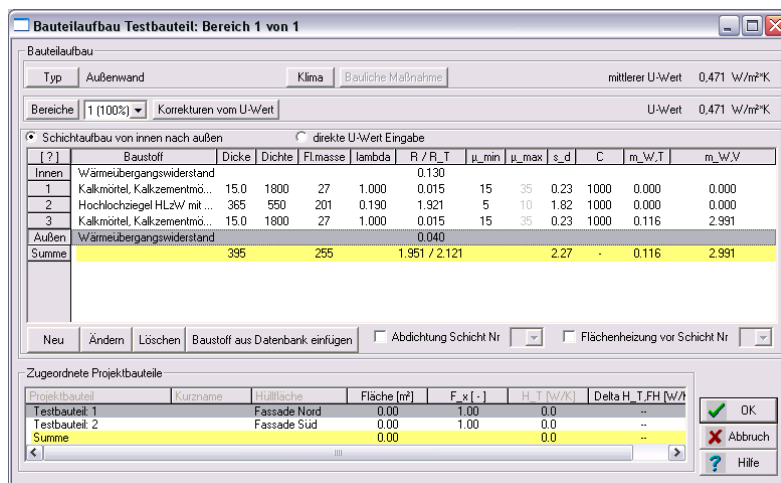 Bauteilaufbau Testbauteil: Bereich 1 von 1
Bauteilaufbau
Typ Außenwand Klima Bauliche Maßnahme mittlerer U-Wert 0,471 W/m²*K
Bereiche 1 (100%) Korrekturen vom U-Wert U-Wert 0,471 W/m²*K
Schichtaufbau von innen nach außen direkte U-Wert Eingabe
[ ? ] Baustoff Dicke Dichte Fl.masse lambda R / R_T µ_min µ_max s_d C m_W,T m_W,V
Innen Wärmeübergangswiderstand 0.130
1 Kalkmörtel, Kalkzementmö... 15.0 1800 27 1.000 0.015 15 35 0.23 1000 0.000 0.000
2 Hochlochziegel HLzW mit ... 365 550 201 0.190 1.921 5 10 1.82 1000 0.000 0.000
3 Kalkmörtel, Kalkzementmö... 15.0 1800 27 1.000 0.015 15 35 0.23 1000 0.116 2.991
Außen Wärmeübergangswiderstand 0.040
Summe 395 255 1.951 / 2.121 2.27 - 0.116 2.991
Neu Ändern Löschen Baustoff aus Datenbank einfügen Abdichtung Schicht Nr Flächenheizung vor Schicht Nr
Zugeordnete Projektbauteile
Projektbauteil Kurzname Hüllfläche Fläche [m²] F_x [ - ] H_T [W/K] Delta H_T,FH [W/
Testbauteil: 1 Fassade Nord 0.00 1.00 0.0 --
Testbauteil: 2 Fassade Süd 0.00 1.00 0.0 --
Summe 0.00 0.0 --
OK
Abbruch
Hilfe